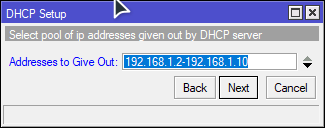 DHCP Setup
Select pool of ip addresses given out by DHCP server
Addresses to Give Out: 192.168.1.2-192.168.1.10
Back Next Cancel